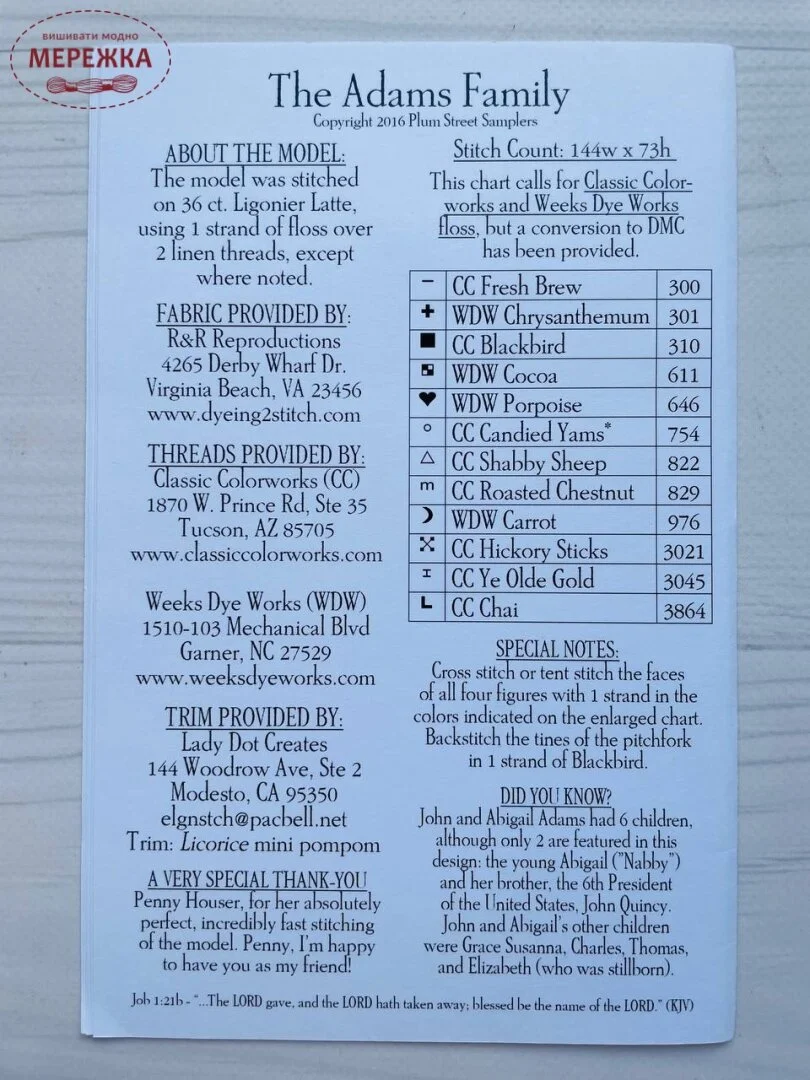 вишивати модно
МЕРЕЖКА
The Adams Family
Copyright 2016 Plum Street Samplers
ABOUT THE MODEL:
The model was stitched
on 36 ct. Ligonier Latte,
using 1 strand of floss over
2 linen threads, except
where noted.
FABRIC PROVIDED BY:
R&R Reproductions
4265 Derby Wharf Dr.
Virginia Beach, VA 23456
www.dyeing2stitch.com
THREADS PROVIDED BY:
Classic Colorworks (CC)
1870 W. Prince Rd, Ste 35
Tucson, AZ 85705
www.classiccolorworks.com
Weeks Dye Works (WDW)
1510-103 Mechanical Blvd
Garner, NC 27529
www.weeksdyeworks.com
TRIM PROVIDED BY:
Lady Dot Creates
144 Woodrow Ave, Ste 2
Modesto, CA 95350
elgnstch@pacbell.net
Trim: Licorice mini pompom
A VERY SPECIAL THANK-YOU
Penny Houser, for her absolutely
perfect, incredibly fast stitching
of the model. Penny, I'm happy
to have you as my friend!
Stitch Count: 144w x 73h
This chart calls for Classic Color-
works and Weeks Dye Works
floss, but a conversion to DMC
has been provided.
– CC Fresh Brew 300
✚ WDW Chrysanthemum 301
■ CC Blackbird 310
WDW Cocoa 611
♥ WDW Porpoise 646
○ CC Candied Yams* 754
△ CC Shabby Sheep 822
m CC Roasted Chestnut 829
☽ WDW Carrot 976
CC Hickory Sticks 3021
I CC Ye Olde Gold 3045
L CC Chai 3864
SPECIAL NOTES:
Cross stitch or tent stitch the faces
of all four figures with 1 strand in the
colors indicated on the enlarged chart.
Backstitch the tines of the pitchfork
in 1 strand of Blackbird.
DID YOU KNOW?
John and Abigail Adams had 6 children,
although only 2 are featured in this
design: the young Abigail ("Nabby")
and her brother, the 6th President
of the United States, John Quincy.
John and Abigail's other children
were Grace Susanna, Charles, Thomas,
and Elizabeth (who was stillborn).
Job 1:21b - "...The LORD gave, and the LORD hath taken away; blessed be the name of the LORD." (KJV)